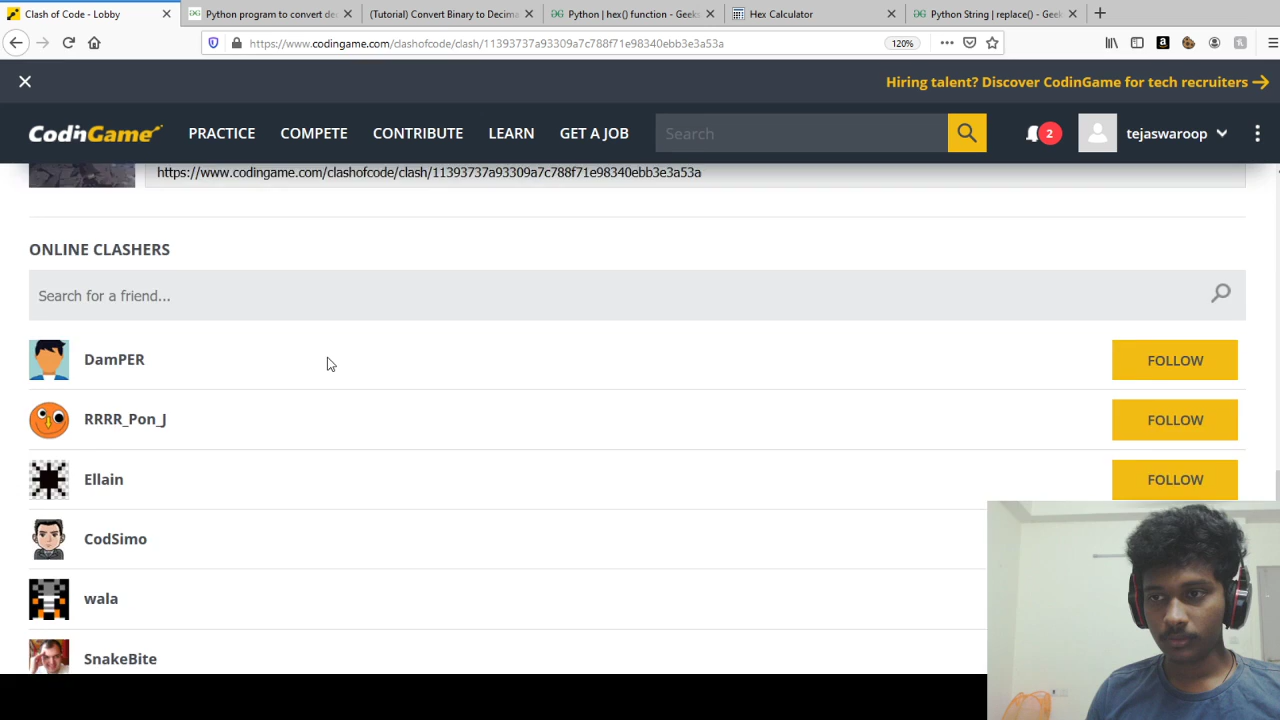 Clash of Code - Lobby
Python program to convert de
(Tutorial) Convert Binary to Decima
Python | hex() function - Geeks
Hex Calculator
Python String | replace() - Geek
https://www.codingame.com/clashofcode/clash/11393737a93309a7c788f71e98340ebb3e3a53a
120%
Hiring talent? Discover CodinGame for tech recruiters
CodinGame PRACTICE COMPETE CONTRIBUTE LEARN GET A JOB Search 2 tejaswaroop
https://www.codingame.com/clashofcode/clash/11393737a93309a7c788f71e98340ebb3e3a53a
ONLINE CLASHERS
Search for a friend...
DamPER FOLLOW
RRRR_Pon_J FOLLOW
Ellain FOLLOW
CodSimo
wala
SnakeBite